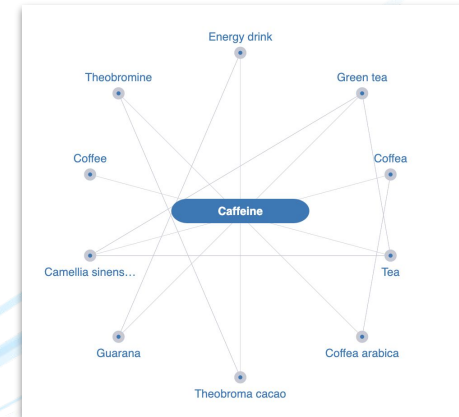 Energy drink
Theobromine
Green tea
Coffee
Coffea
Caffeine
Camellia sinens…
Tea
Guarana
Coffea arabica
Theobroma cacao